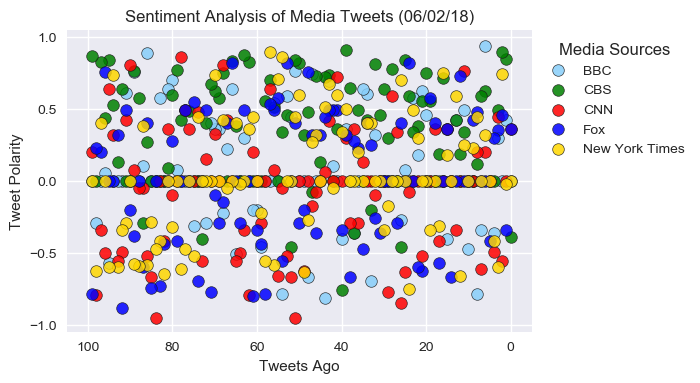 Sentiment Analysis of Media Tweets (06/02/18)
Media Sources
BBC
CBS
CNN
Fox
New York Times
Tweet Polarity
1.0
0.5
0.0
−0.5
−1.0
100 80 60 40 20 0
Tweets Ago